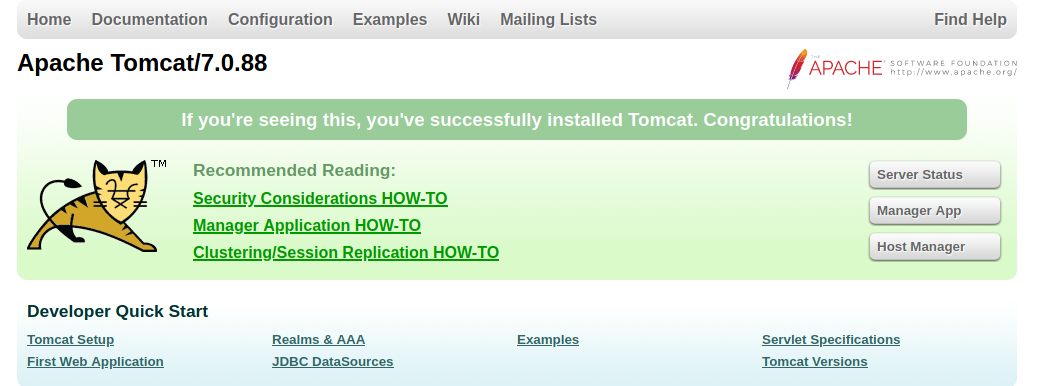 Home Documentation Configuration Examples Wiki Mailing Lists Find Help
Apache Tomcat/7.0.88
THE APACHE® SOFTWARE FOUNDATION
http://www.apache.org/
If you're seeing this, you've successfully installed Tomcat. Congratulations!
TM
Recommended Reading:
Security Considerations HOW-TO
Manager Application HOW-TO
Clustering/Session Replication HOW-TO
Server Status
Manager App
Host Manager
Developer Quick Start
Tomcat Setup
First Web Application
Realms & AAA
JDBC DataSources
Examples
Servlet Specifications
Tomcat Versions